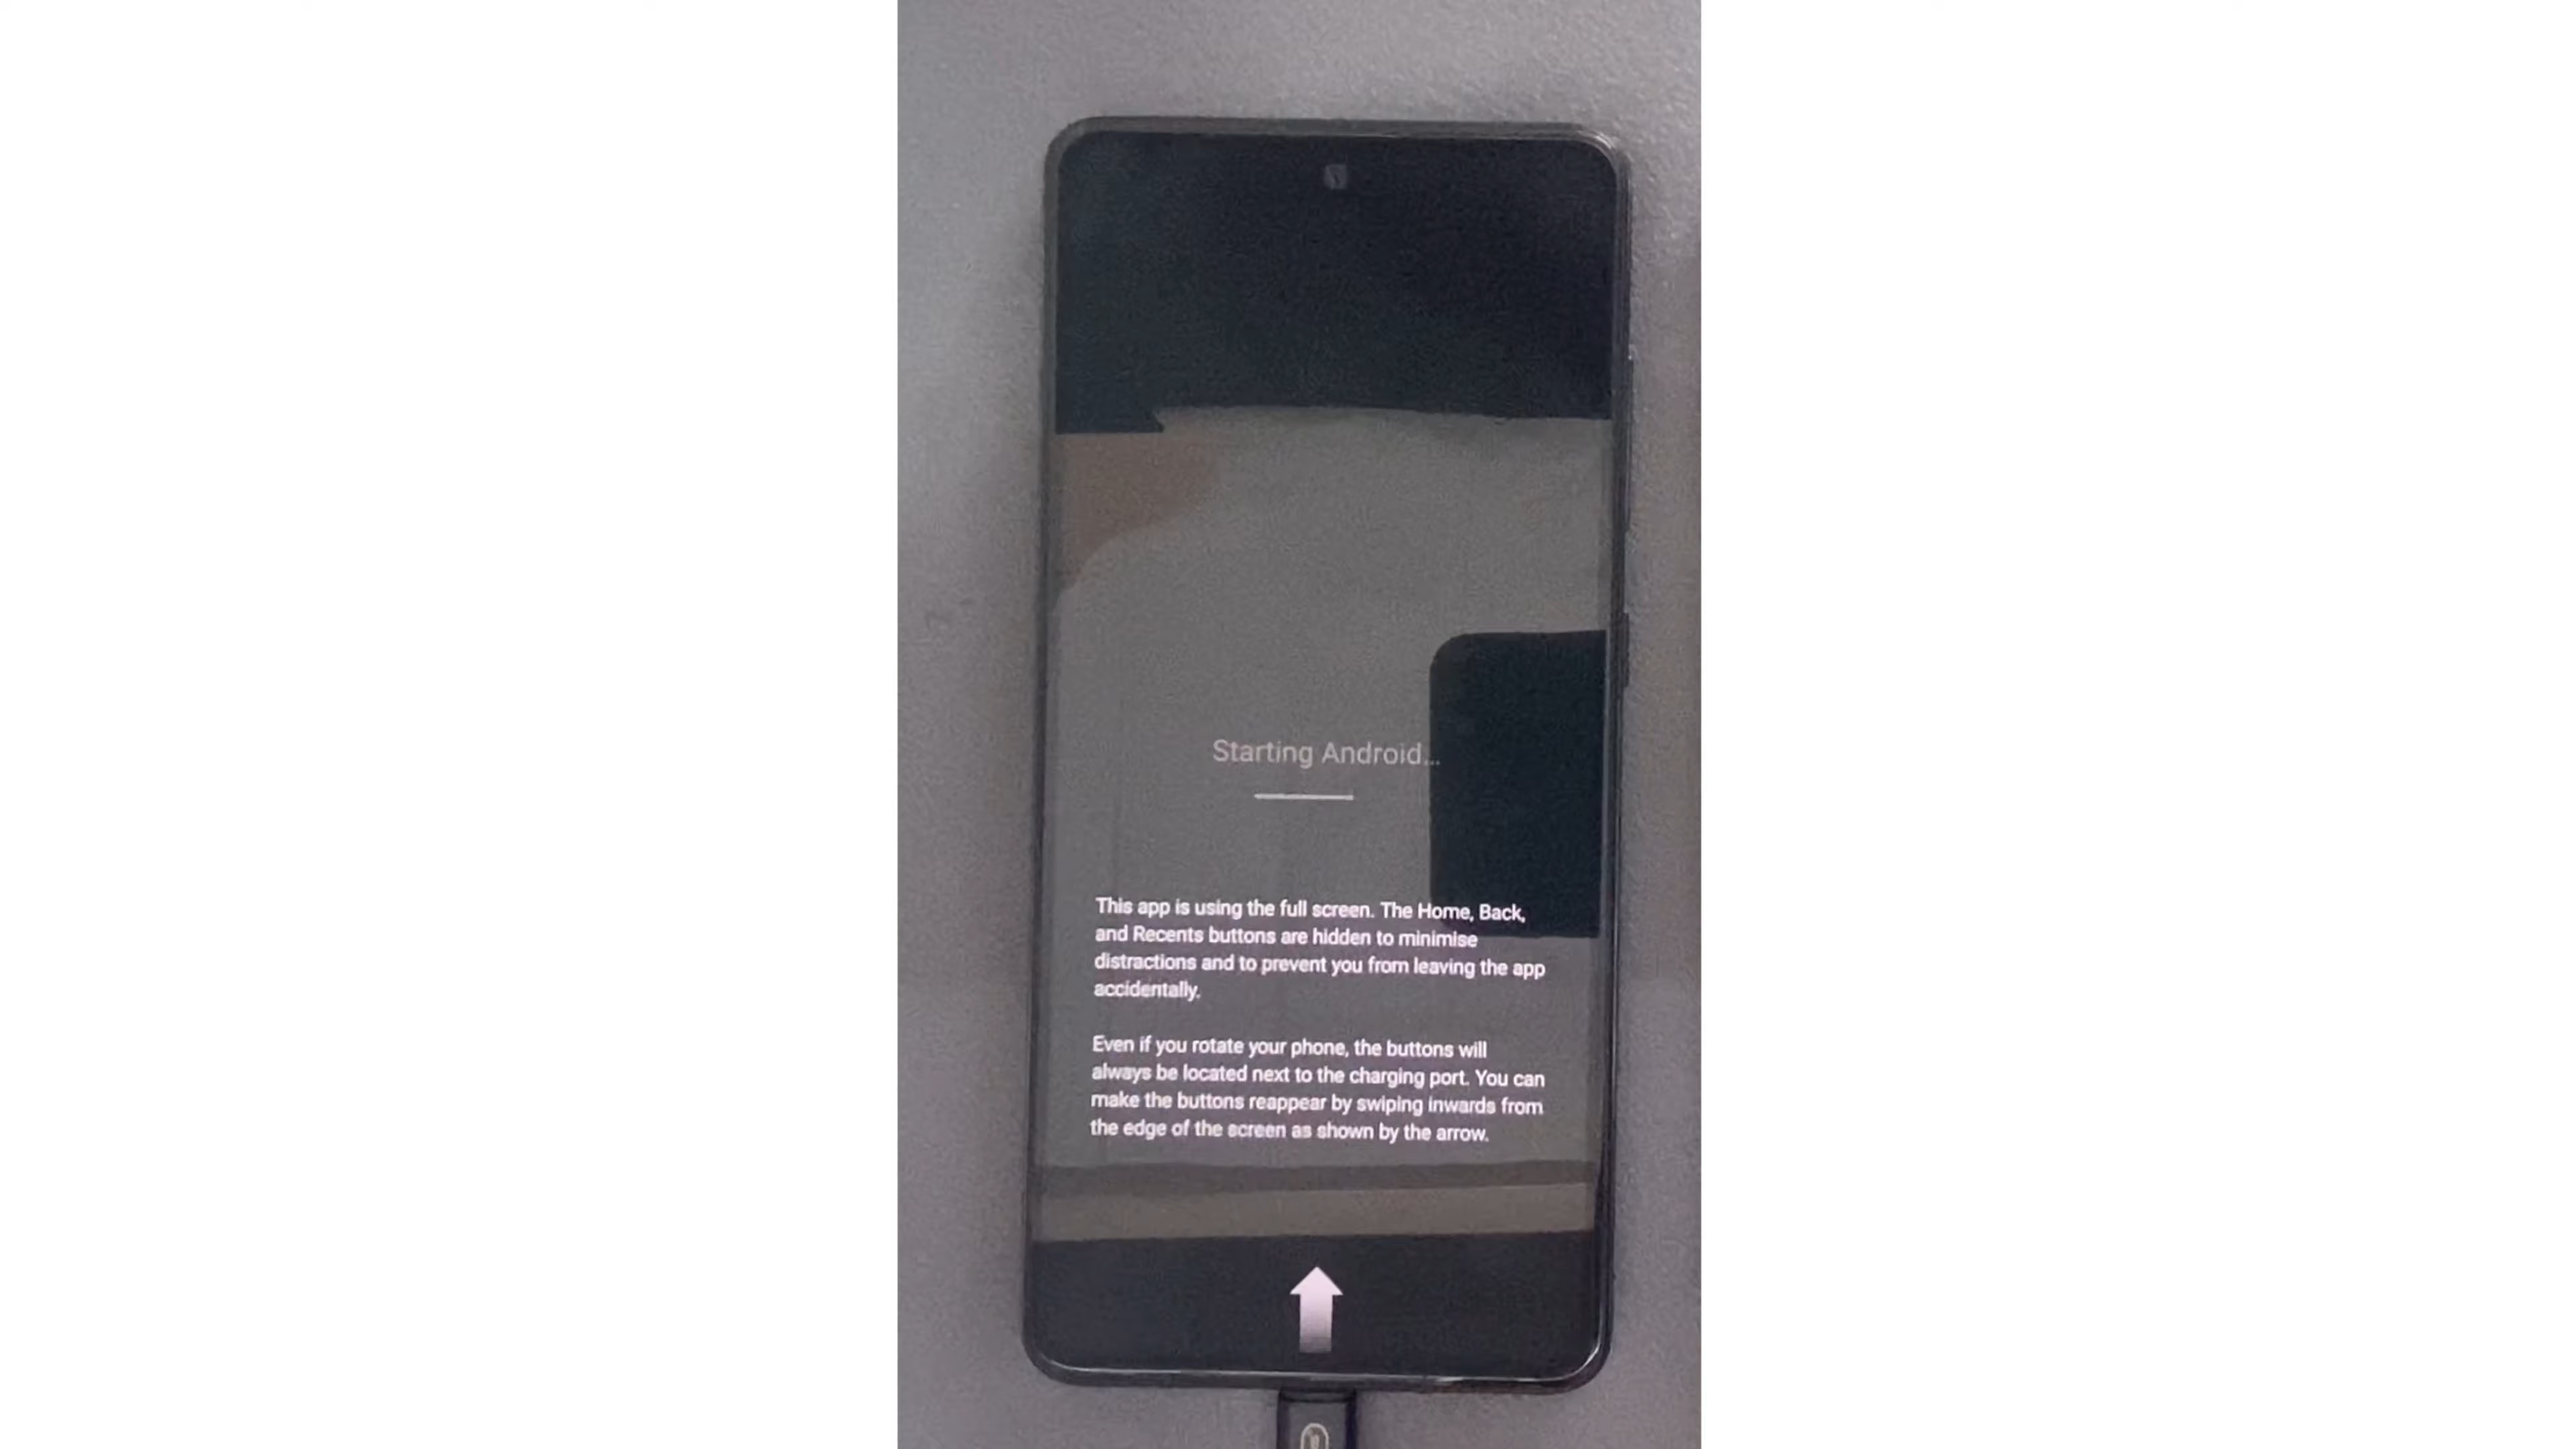 Starting Android...
This app is using the full screen. The Home, Back,
and Recents buttons are hidden to minimise
distractions and to prevent you from leaving the app
accidentally.
Even if you rotate your phone, the buttons will
always be located next to the charging port. You can
make the buttons reappear by swiping inwards from
the edge of the screen as shown by the arrow.